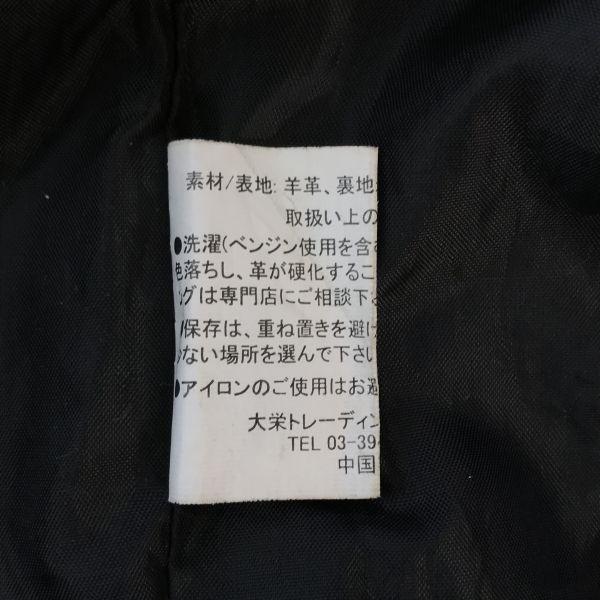 素材/表地: 羊革、裏地
取扱い上の
●洗濯(ベンジン使用を含
色落ちし、革が硬化するこ
ングは専門店にご相談下さ
保存は、重ね置きを避け
ない場所を選んで下さい
●アイロンのご使用はお避
大栄トレーディン
TEL 03-39
中国